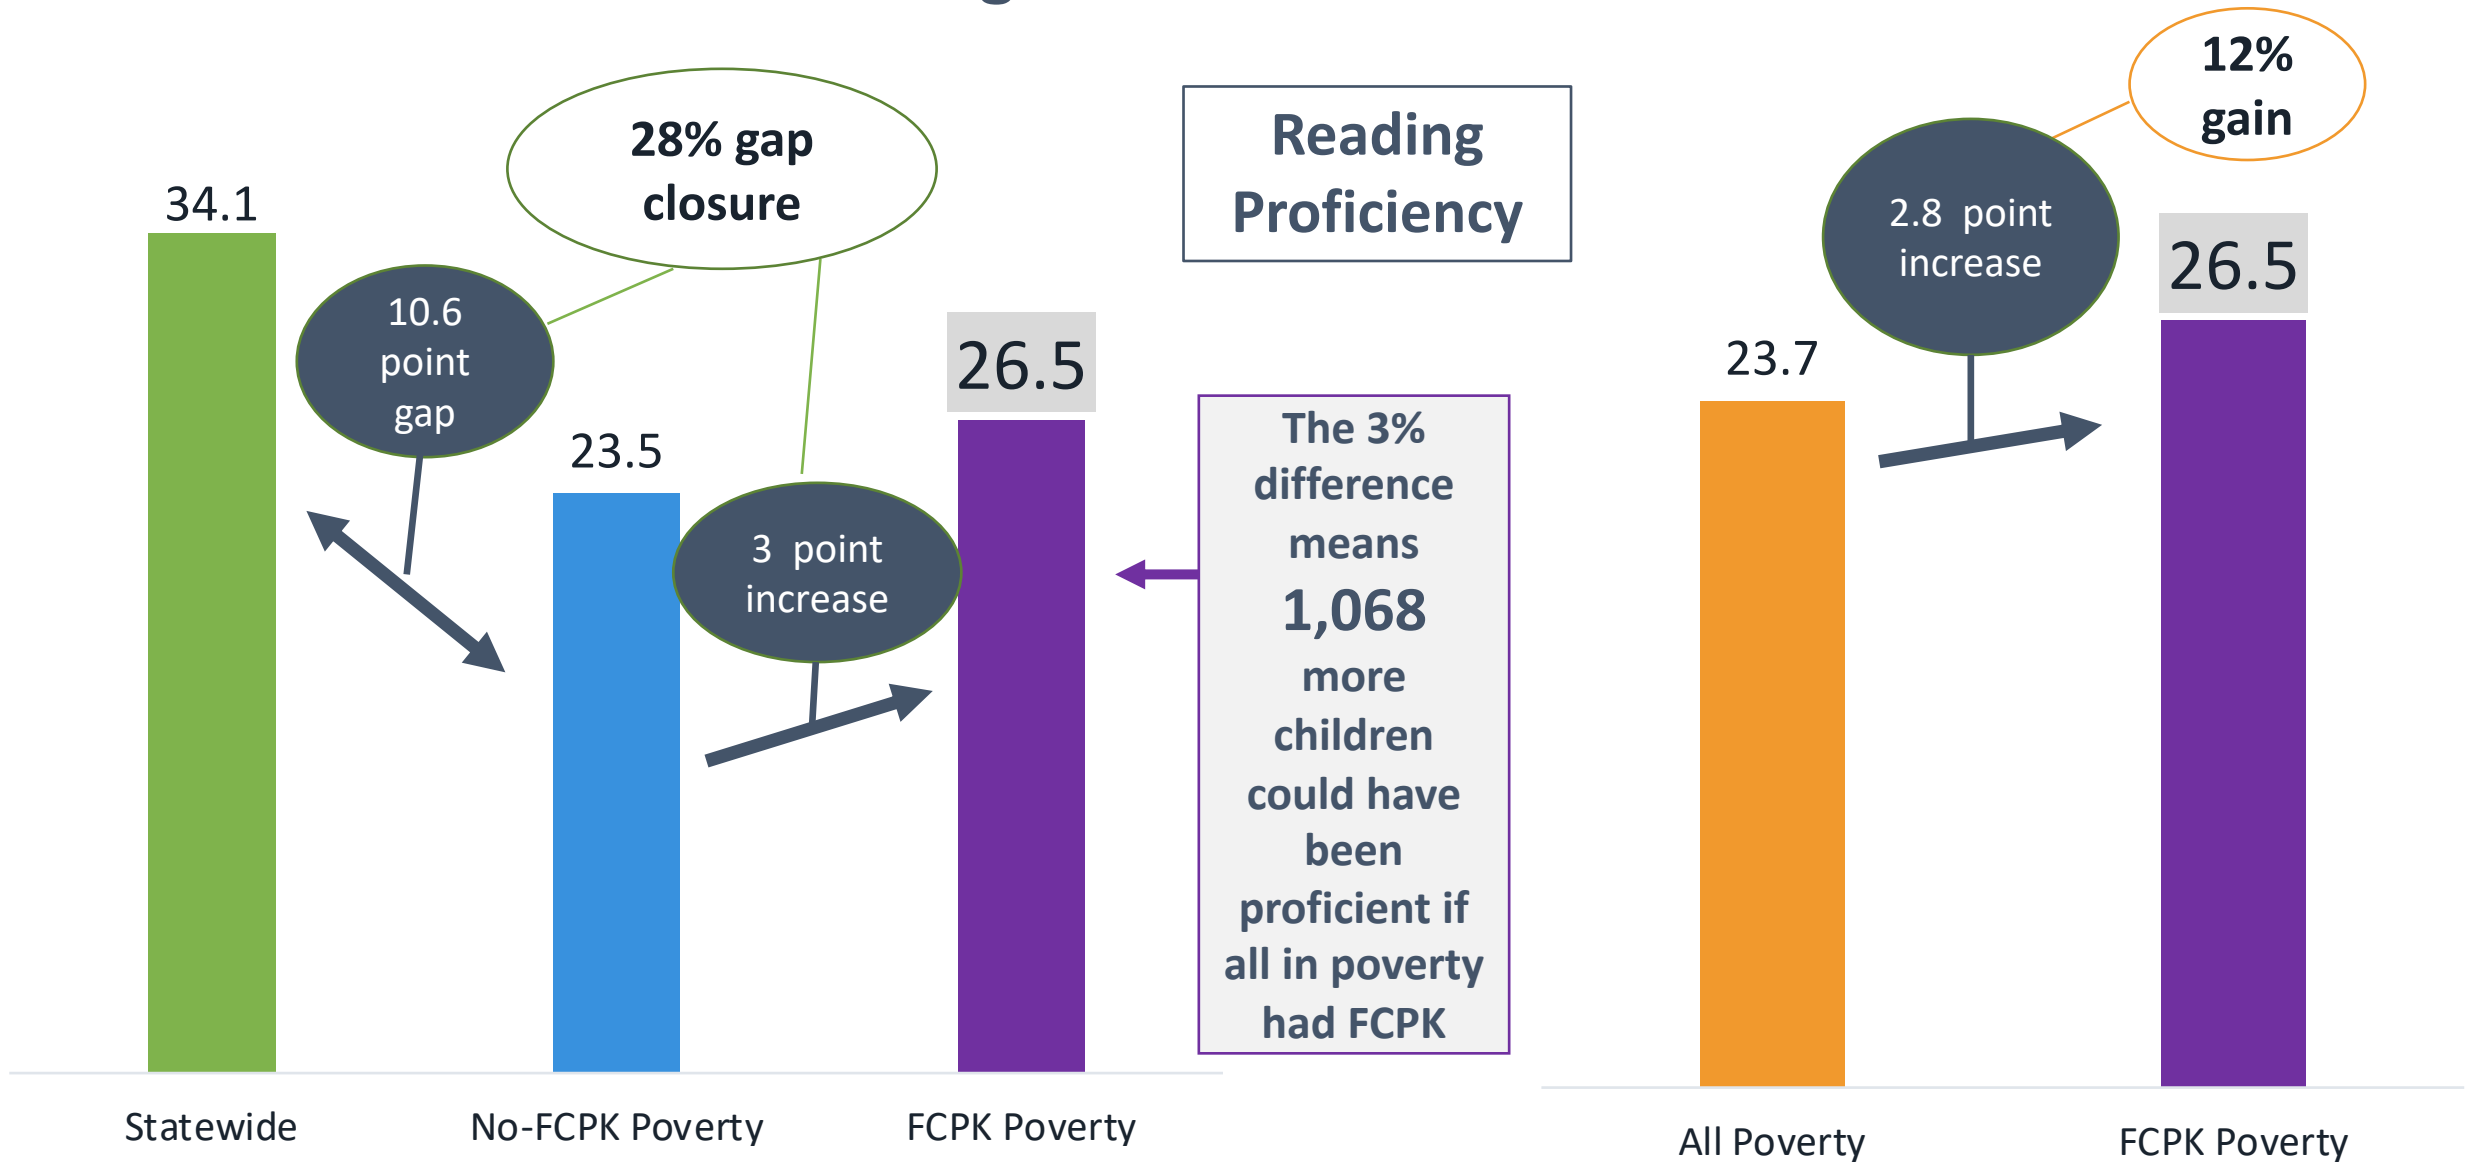 28% gap
closure
Reading
Proficiency
12%
gain
34.1
10.6
point
gap
23.5
3 point
increase
26.5
The 3%
difference
means
1,068
more
children
could have
been
proficient if
all in poverty
had FCPK
23.7
2.8 point
increase
26.5
Statewide
No-FCPK Poverty
FCPK Poverty
All Poverty
FCPK Poverty